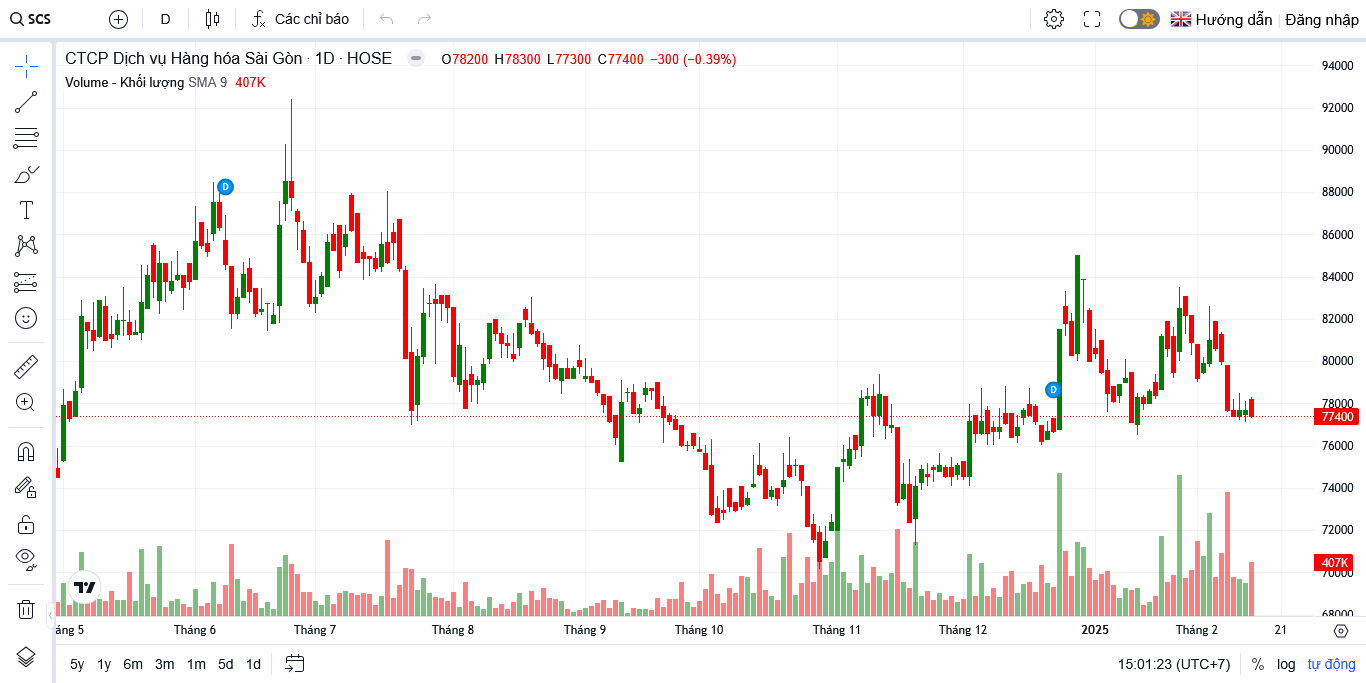 SCS D Các chỉ báo Hướng dẫn Đăng nhập
CTCP Dịch vụ Hàng hóa Sài Gòn · 1D · HOSE O78200 H78300 L77300 C77400 −300 (−0.39%)
Volume - Khối lượng SMA 9 407K
94000
92000
90000
88000
86000
84000
82000
80000
78000
77400
76000
74000
72000
407K
70000
68000
D
D
áng 5 Tháng 6 Tháng 7 Tháng 8 Tháng 9 Tháng 10 Tháng 11 Tháng 12 2025 Tháng 2 21
5y 1y 6m 3m 1m 5d 1d 15:01:23 (UTC+7) % log tự động